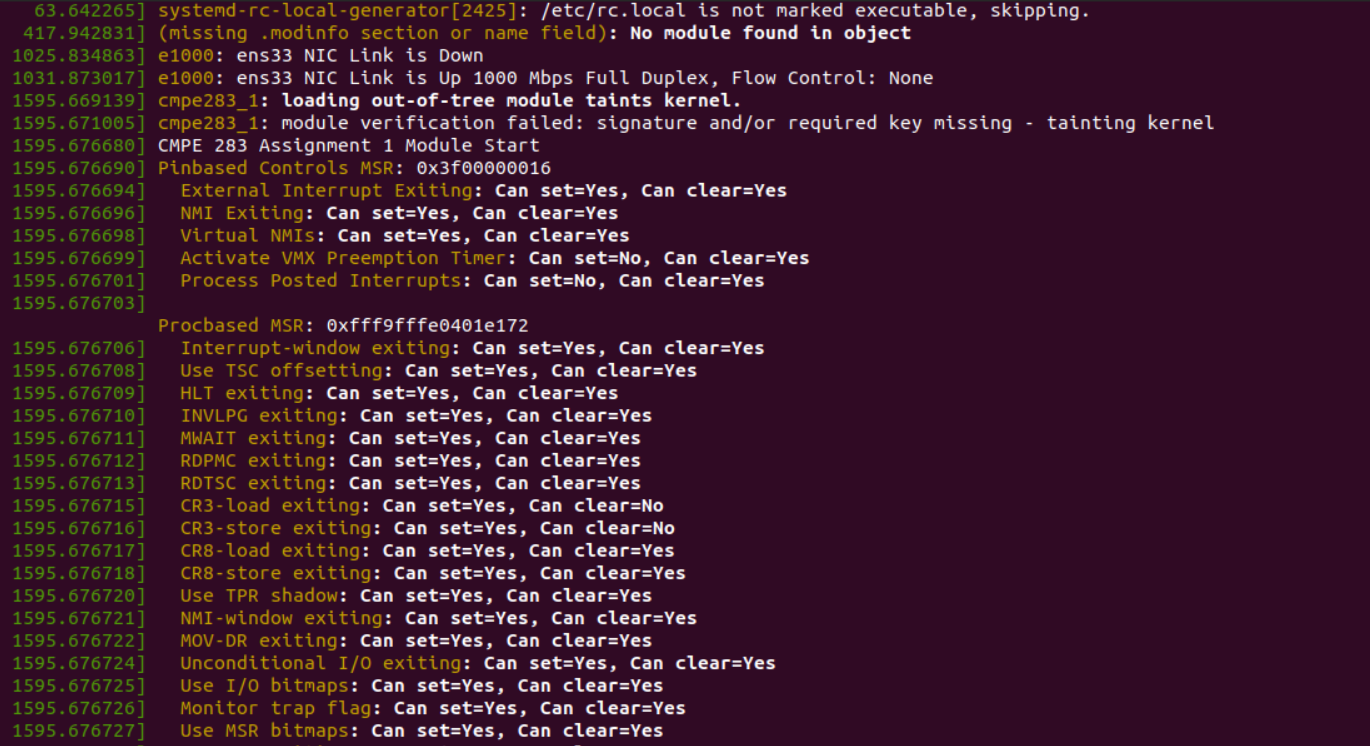 63.642265] systemd-rc-local-generator[2425]: /etc/rc.local is not marked executable, skipping.
417.942831] (missing .modinfo section or name field): No module found in object
1025.834863] e1000: ens33 NIC Link is Down
1031.873017] e1000: ens33 NIC Link is Up 1000 Mbps Full Duplex, Flow Control: None
1595.669139] cmpe283_1: loading out-of-tree module taints kernel.
1595.671005] cmpe283_1: module verification failed: signature and/or required key missing - tainting kernel
1595.676680] CMPE 283 Assignment 1 Module Start
1595.676690] Pinbased Controls MSR: 0x3f00000016
1595.676694]   External Interrupt Exiting: Can set=Yes, Can clear=Yes
1595.676696]   NMI Exiting: Can set=Yes, Can clear=Yes
1595.676698]   Virtual NMIs: Can set=Yes, Can clear=Yes
1595.676699]   Activate VMX Preemption Timer: Can set=No, Can clear=Yes
1595.676701]   Process Posted Interrupts: Can set=No, Can clear=Yes
1595.676703]
Procbased MSR: 0xfff9fffe0401e172
1595.676706]   Interrupt-window exiting: Can set=Yes, Can clear=Yes
1595.676708]   Use TSC offsetting: Can set=Yes, Can clear=Yes
1595.676709]   HLT exiting: Can set=Yes, Can clear=Yes
1595.676710]   INVLPG exiting: Can set=Yes, Can clear=Yes
1595.676711]   MWAIT exiting: Can set=Yes, Can clear=Yes
1595.676712]   RDPMC exiting: Can set=Yes, Can clear=Yes
1595.676713]   RDTSC exiting: Can set=Yes, Can clear=Yes
1595.676715]   CR3-load exiting: Can set=Yes, Can clear=No
1595.676716]   CR3-store exiting: Can set=Yes, Can clear=No
1595.676717]   CR8-load exiting: Can set=Yes, Can clear=Yes
1595.676718]   CR8-store exiting: Can set=Yes, Can clear=Yes
1595.676720]   Use TPR shadow: Can set=Yes, Can clear=Yes
1595.676721]   NMI-window exiting: Can set=Yes, Can clear=Yes
1595.676722]   MOV-DR exiting: Can set=Yes, Can clear=Yes
1595.676724]   Unconditional I/O exiting: Can set=Yes, Can clear=Yes
1595.676725]   Use I/O bitmaps: Can set=Yes, Can clear=Yes
1595.676726]   Monitor trap flag: Can set=Yes, Can clear=Yes
1595.676727]   Use MSR bitmaps: Can set=Yes, Can clear=Yes